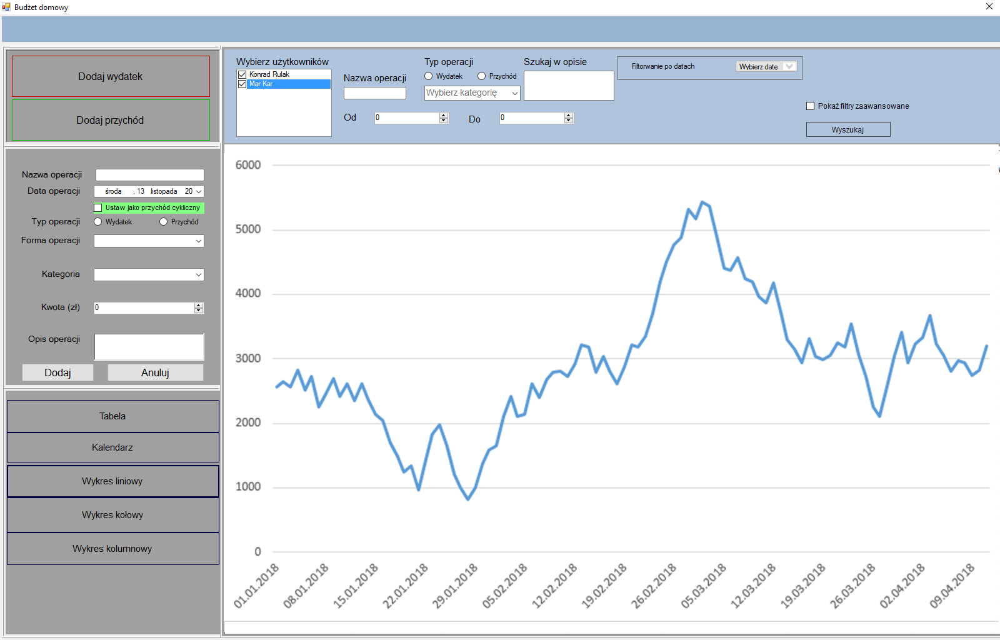 Budżet domowy
Dodaj wydatek
Dodaj przychód
Wybierz użytkowników
Konrad Rulak
Mar Kar
Nazwa operacji
Typ operacji
Wydatek Przychód
Wybierz kategorię
Szukaj w opisie
Od 0 Do 0
Filtorwanie po datach Wybierz datę
Pokaż filtry zaawansowane
Wyszukaj
Nazwa operacji
Data operacji środa , 13 listopada 20
Ustaw jako przychód cykliczny
Typ operacji Wydatek Przychód
Forma operacji
Kategoria
Kwota (zł) 0
Opis operacji
Dodaj Anuluj
Tabela
Kalendarz
Wykres liniowy
Wykres kołowy
Wykres kolumnowy
6000
5000
4000
3000
2000
1000
0
01.01.2018 08.01.2018 15.01.2018 22.01.2018 29.01.2018 05.02.2018 12.02.2018 19.02.2018 26.02.2018 05.03.2018 12.03.2018 19.03.2018 26.03.2018 02.04.2018 09.04.2018